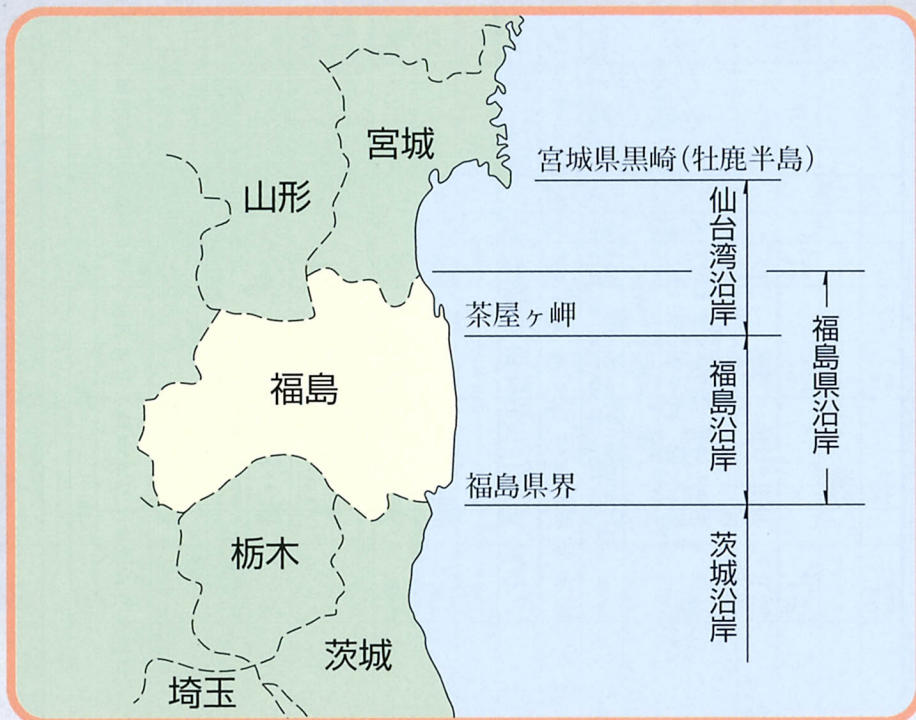 宮城
宮城県黒崎(牡鹿半島)
山形
仙台湾沿岸
茶屋ヶ岬
福島県沿岸
福島
福島沿岸
福島県界
栃木
茨城沿岸
茨城
埼玉